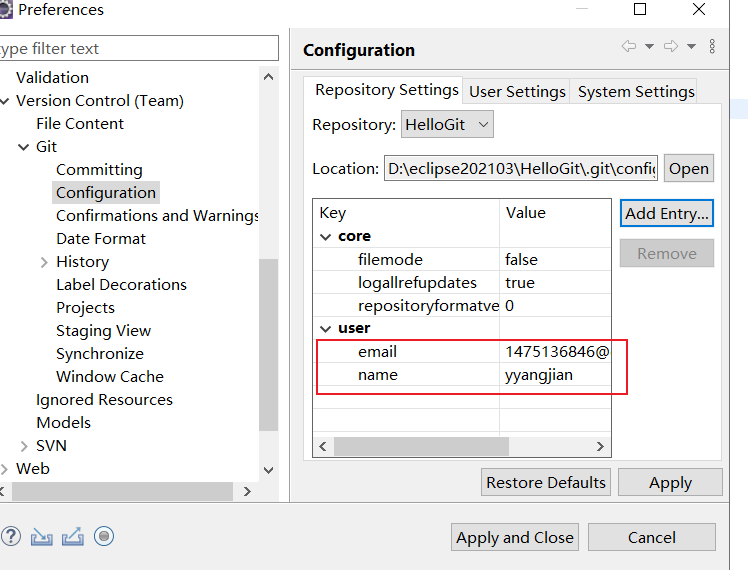 Preferences
type filter text
Validation
Version Control (Team)
File Content
Git
Committing
Configuration
Confirmations and Warnings
Date Format
History
Label Decorations
Projects
Staging View
Synchronize
Window Cache
Ignored Resources
Models
SVN
Web
Configuration
Repository Settings User Settings System Settings
Repository: HelloGit
Location: D:\eclipse202103\HelloGit\.git\config Open
Key Value Add Entry...
core
filemode false Remove
logallrefupdates true
repositoryformatve 0
user
email 1475136846@
name yyangjian
Restore Defaults Apply
Apply and Close Cancel